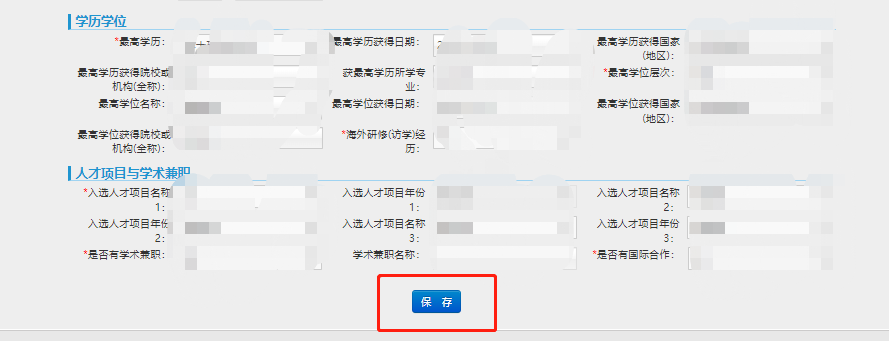 学历学位
*最高学历：
最高学历获得日期：
最高学历获得国家
(地区)：
最高学历获得院校或
机构(全称)：
获最高学历所学专
业：
*最高学位层次：
最高学位名称：
最高学位获得日期：
最高学位获得国家
(地区)：
最高学位获得院校或
机构(全称)：
*海外研修(访学)经
历：
人才项目与学术兼职
*入选人才项目名称
1：
入选人才项目年份
1：
入选人才项目名称
2：
入选人才项目年份
2：
入选人才项目名称
3：
入选人才项目年份
3：
*是否有学术兼职：
学术兼职名称：
*是否有国际合作：
保 存